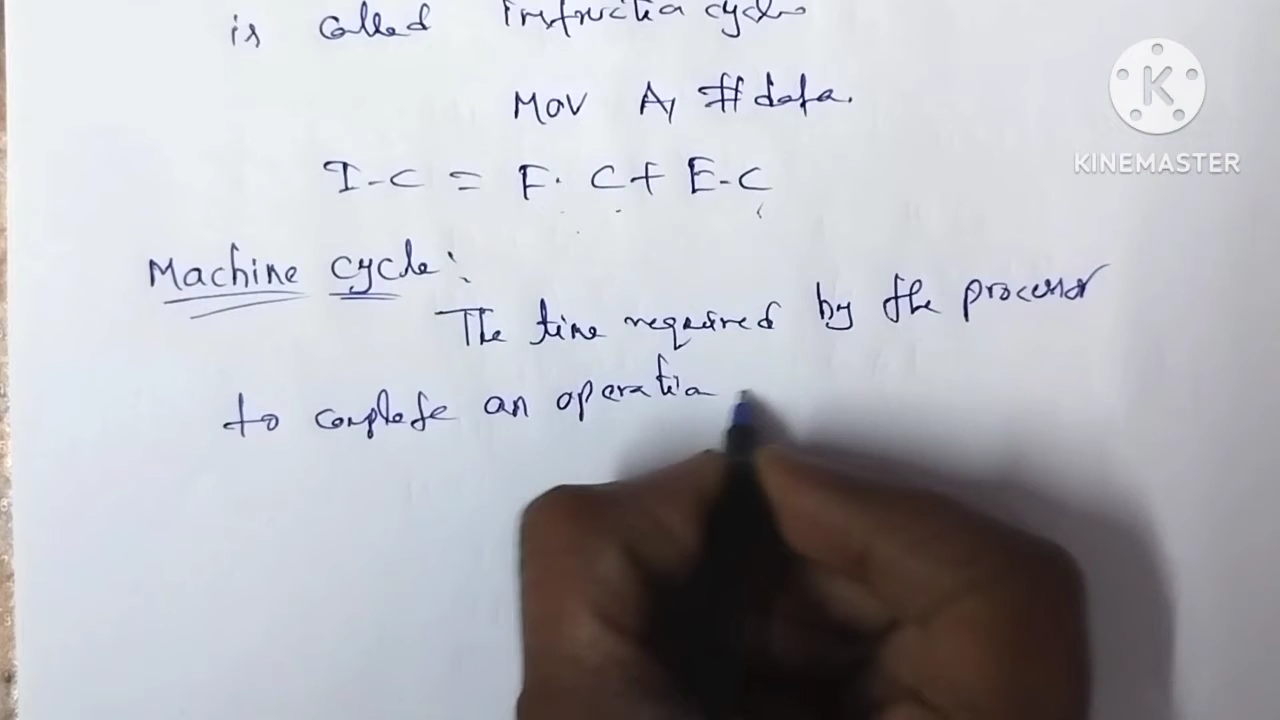 is called Instruction cycle
Mov A, #data.
I-C = F. C + E-C
Machine cycle:
The time required by the processor
to complete an operation
K
KINEMASTER